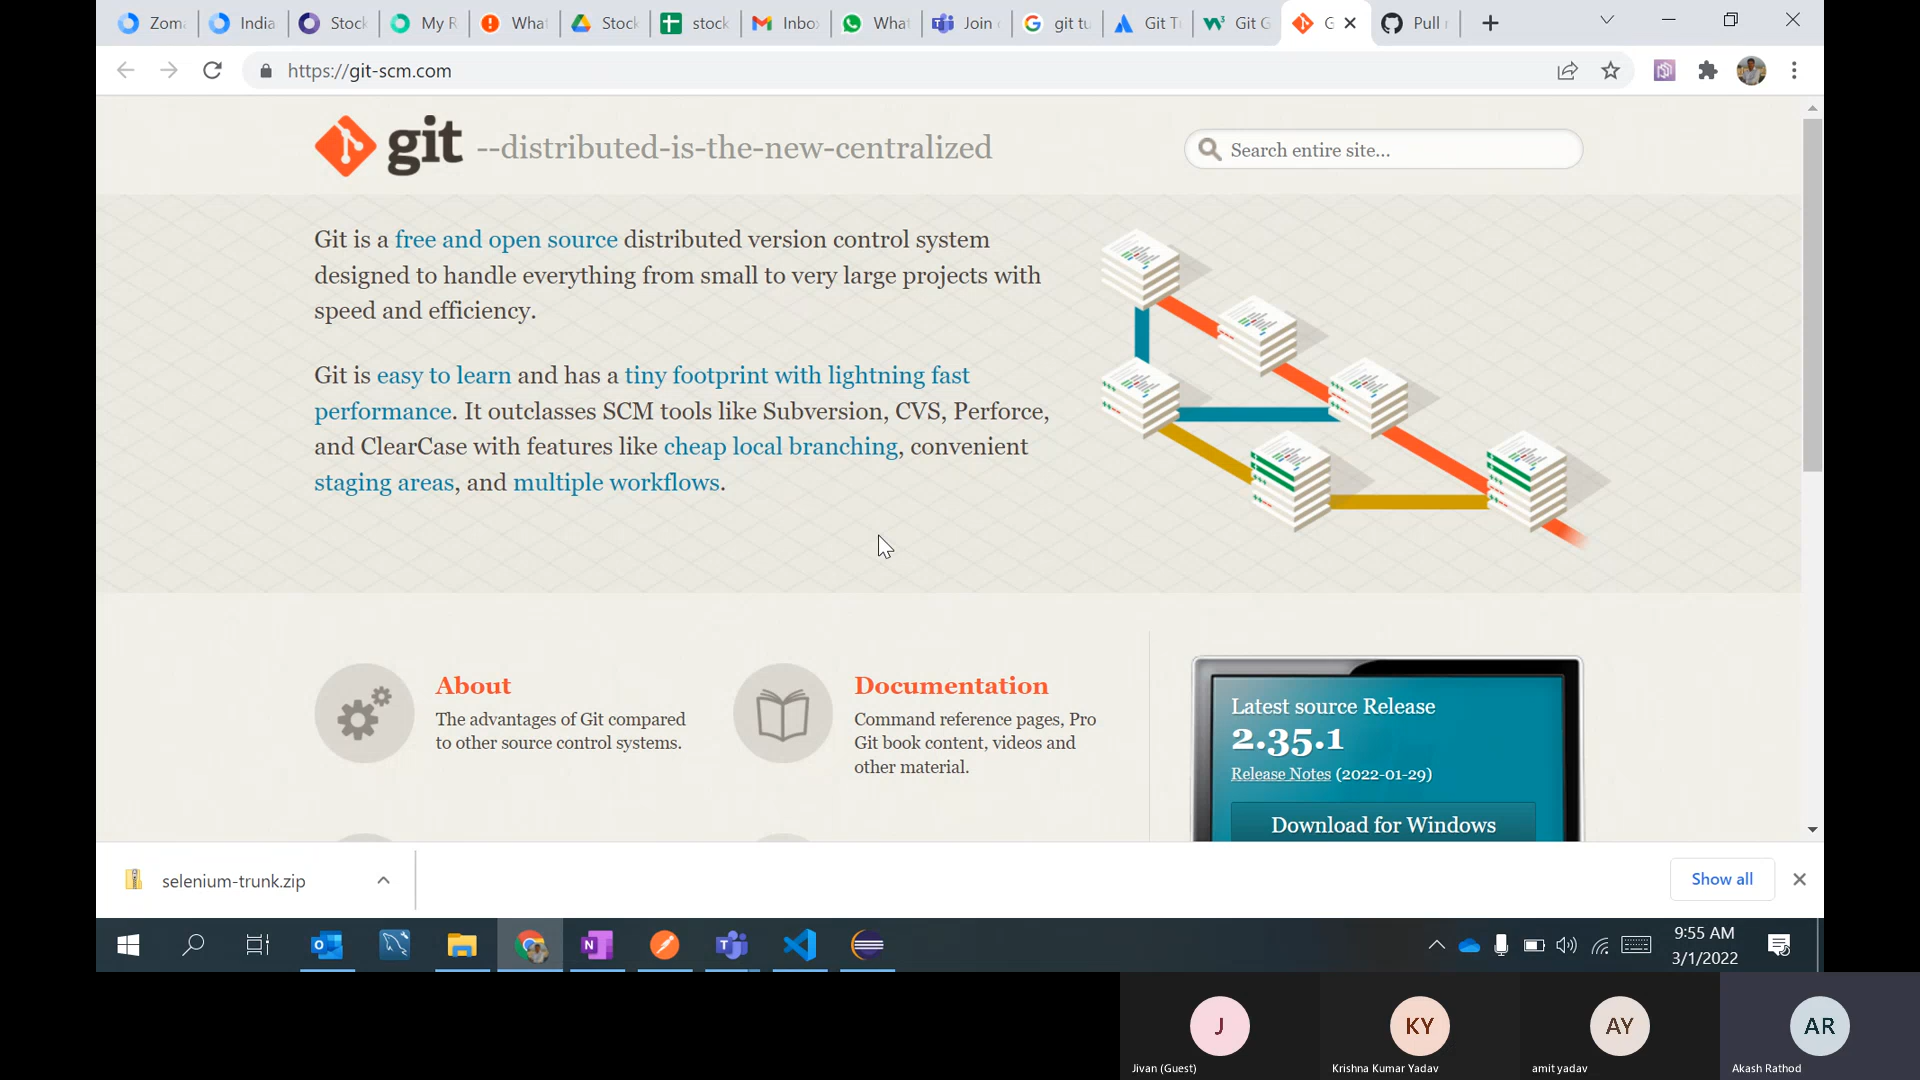 Zom
India
Stock
My R
What
Stock
stock
Inbo
What
Join
git tu
Git T
Git G
G
Pull r
https://git-scm.com
git --distributed-is-the-new-centralized
Search entire site...
Git is a free and open source distributed version control system
designed to handle everything from small to very large projects with
speed and efficiency.
Git is easy to learn and has a tiny footprint with lightning fast
performance. It outclasses SCM tools like Subversion, CVS, Perforce,
and ClearCase with features like cheap local branching, convenient
staging areas, and multiple workflows.
About
The advantages of Git compared
to other source control systems.
Documentation
Command reference pages, Pro
Git book content, videos and
other material.
Latest source Release
2.35.1
Release Notes (2022-01-29)
Download for Windows
selenium-trunk.zip
Show all
9:55 AM
3/1/2022
J
KY
AY
AR
Jivan (Guest)
Krishna Kumar Yadav
amit yadav
Akash Rathod